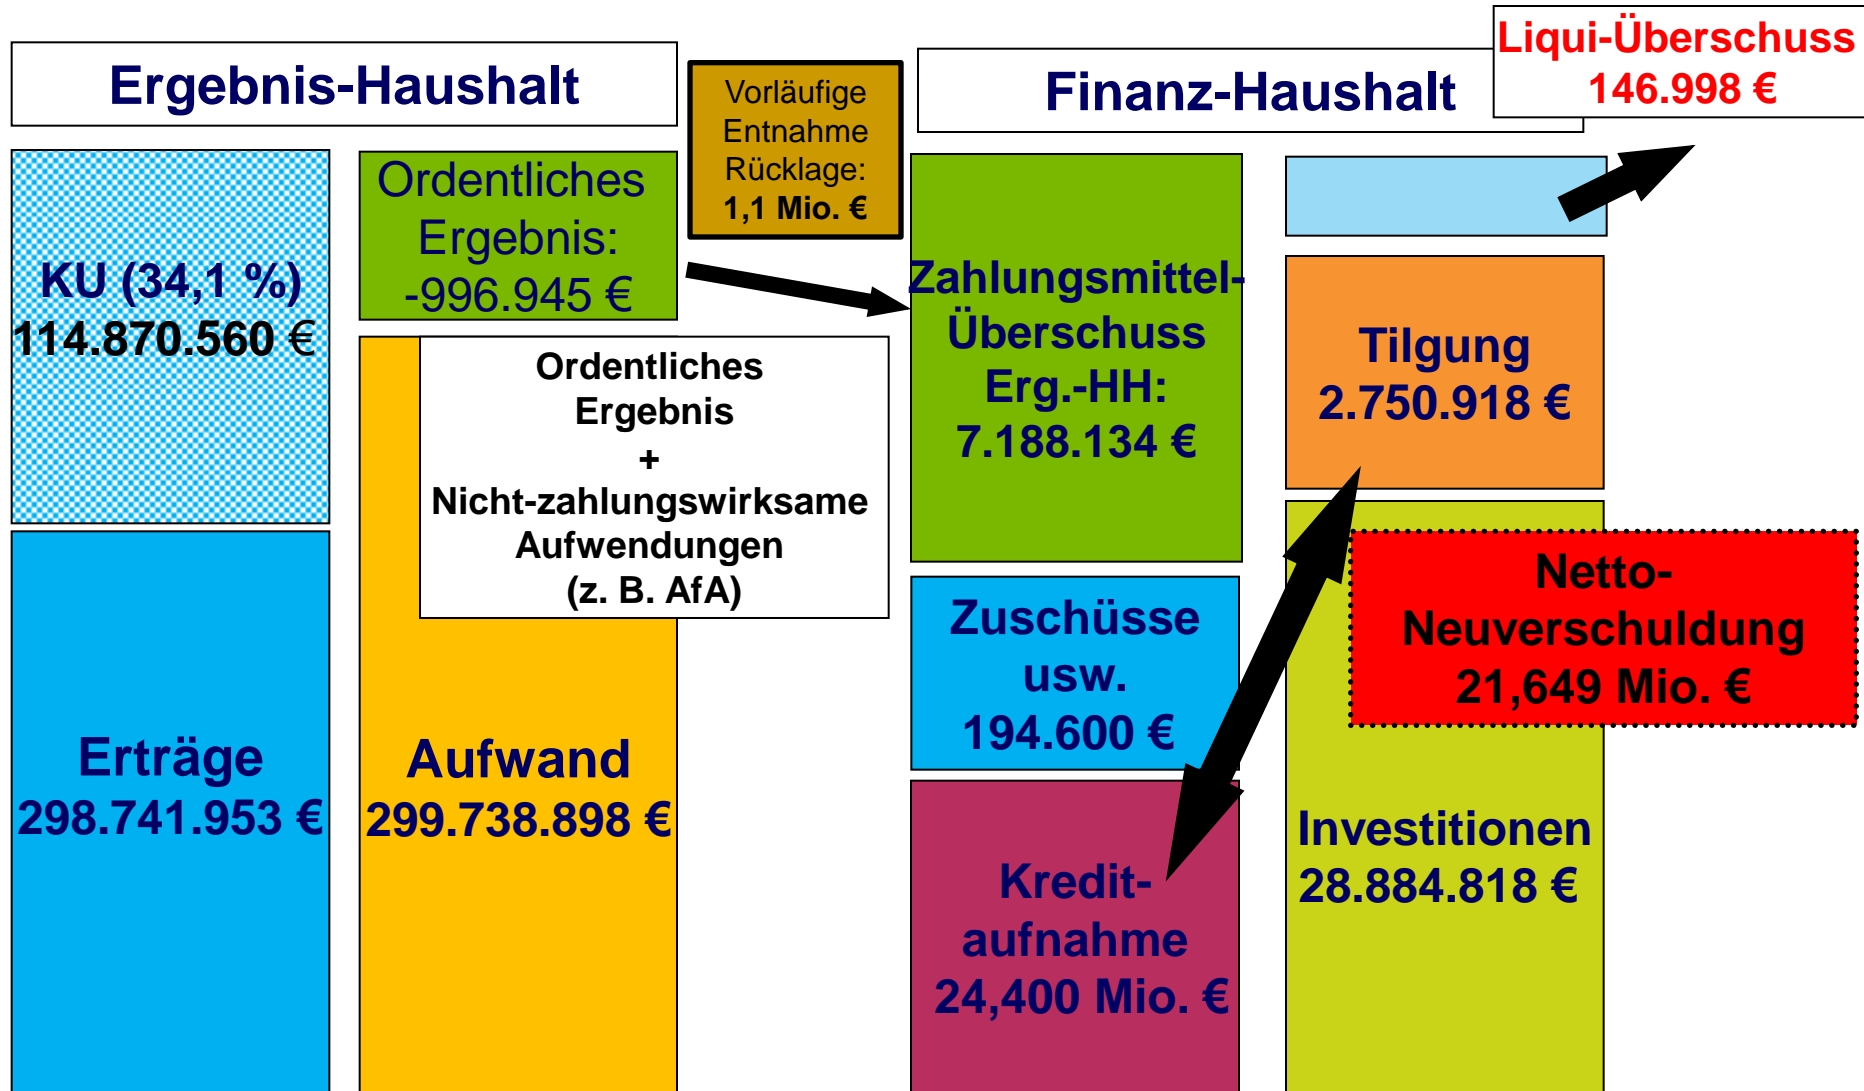 Ergebnis-Haushalt
Vorläufige
Entnahme
Rücklage:
1,1 Mio. €
Finanz-Haushalt
Liqui-Überschuss
146.998 €
KU (34,1 %)
114.870.560 €
Erträge
298.741.953 €
Ordentliches
Ergebnis:
-996.945 €
Ordentliches
Ergebnis
+
Nicht-zahlungswirksame
Aufwendungen
(z. B. AfA)
Aufwand
299.738.898 €
Zahlungsmittel-
Überschuss
Erg.-HH:
7.188.134 €
Zuschüsse
usw.
194.600 €
Kredit-
aufnahme
24,400 Mio. €
Tilgung
2.750.918 €
Netto-
Neuverschuldung
21,649 Mio. €
Investitionen
28.884.818 €